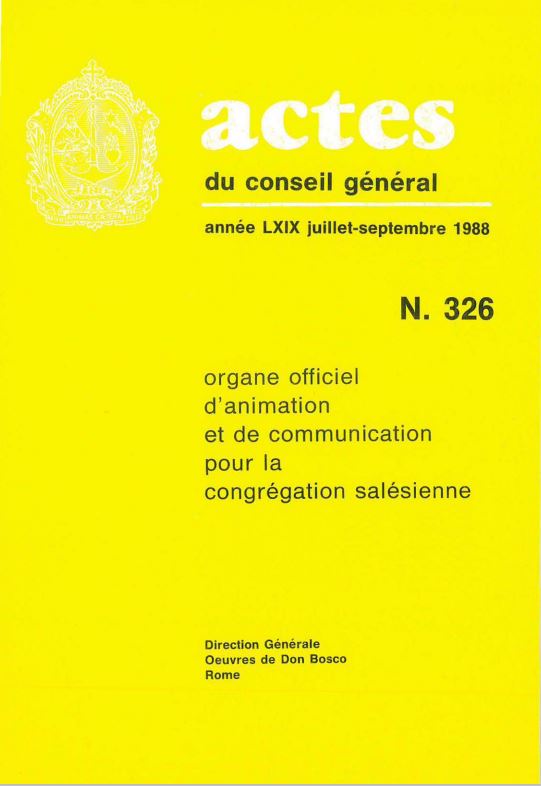 actes
du conseil général
année LXIX juillet-septembre 1988
N. 326
organe officiel
d'animation
et de communication
pour la
congrégation salésienne
Direction Générale
Oeuvres de Don Bosco
Rome